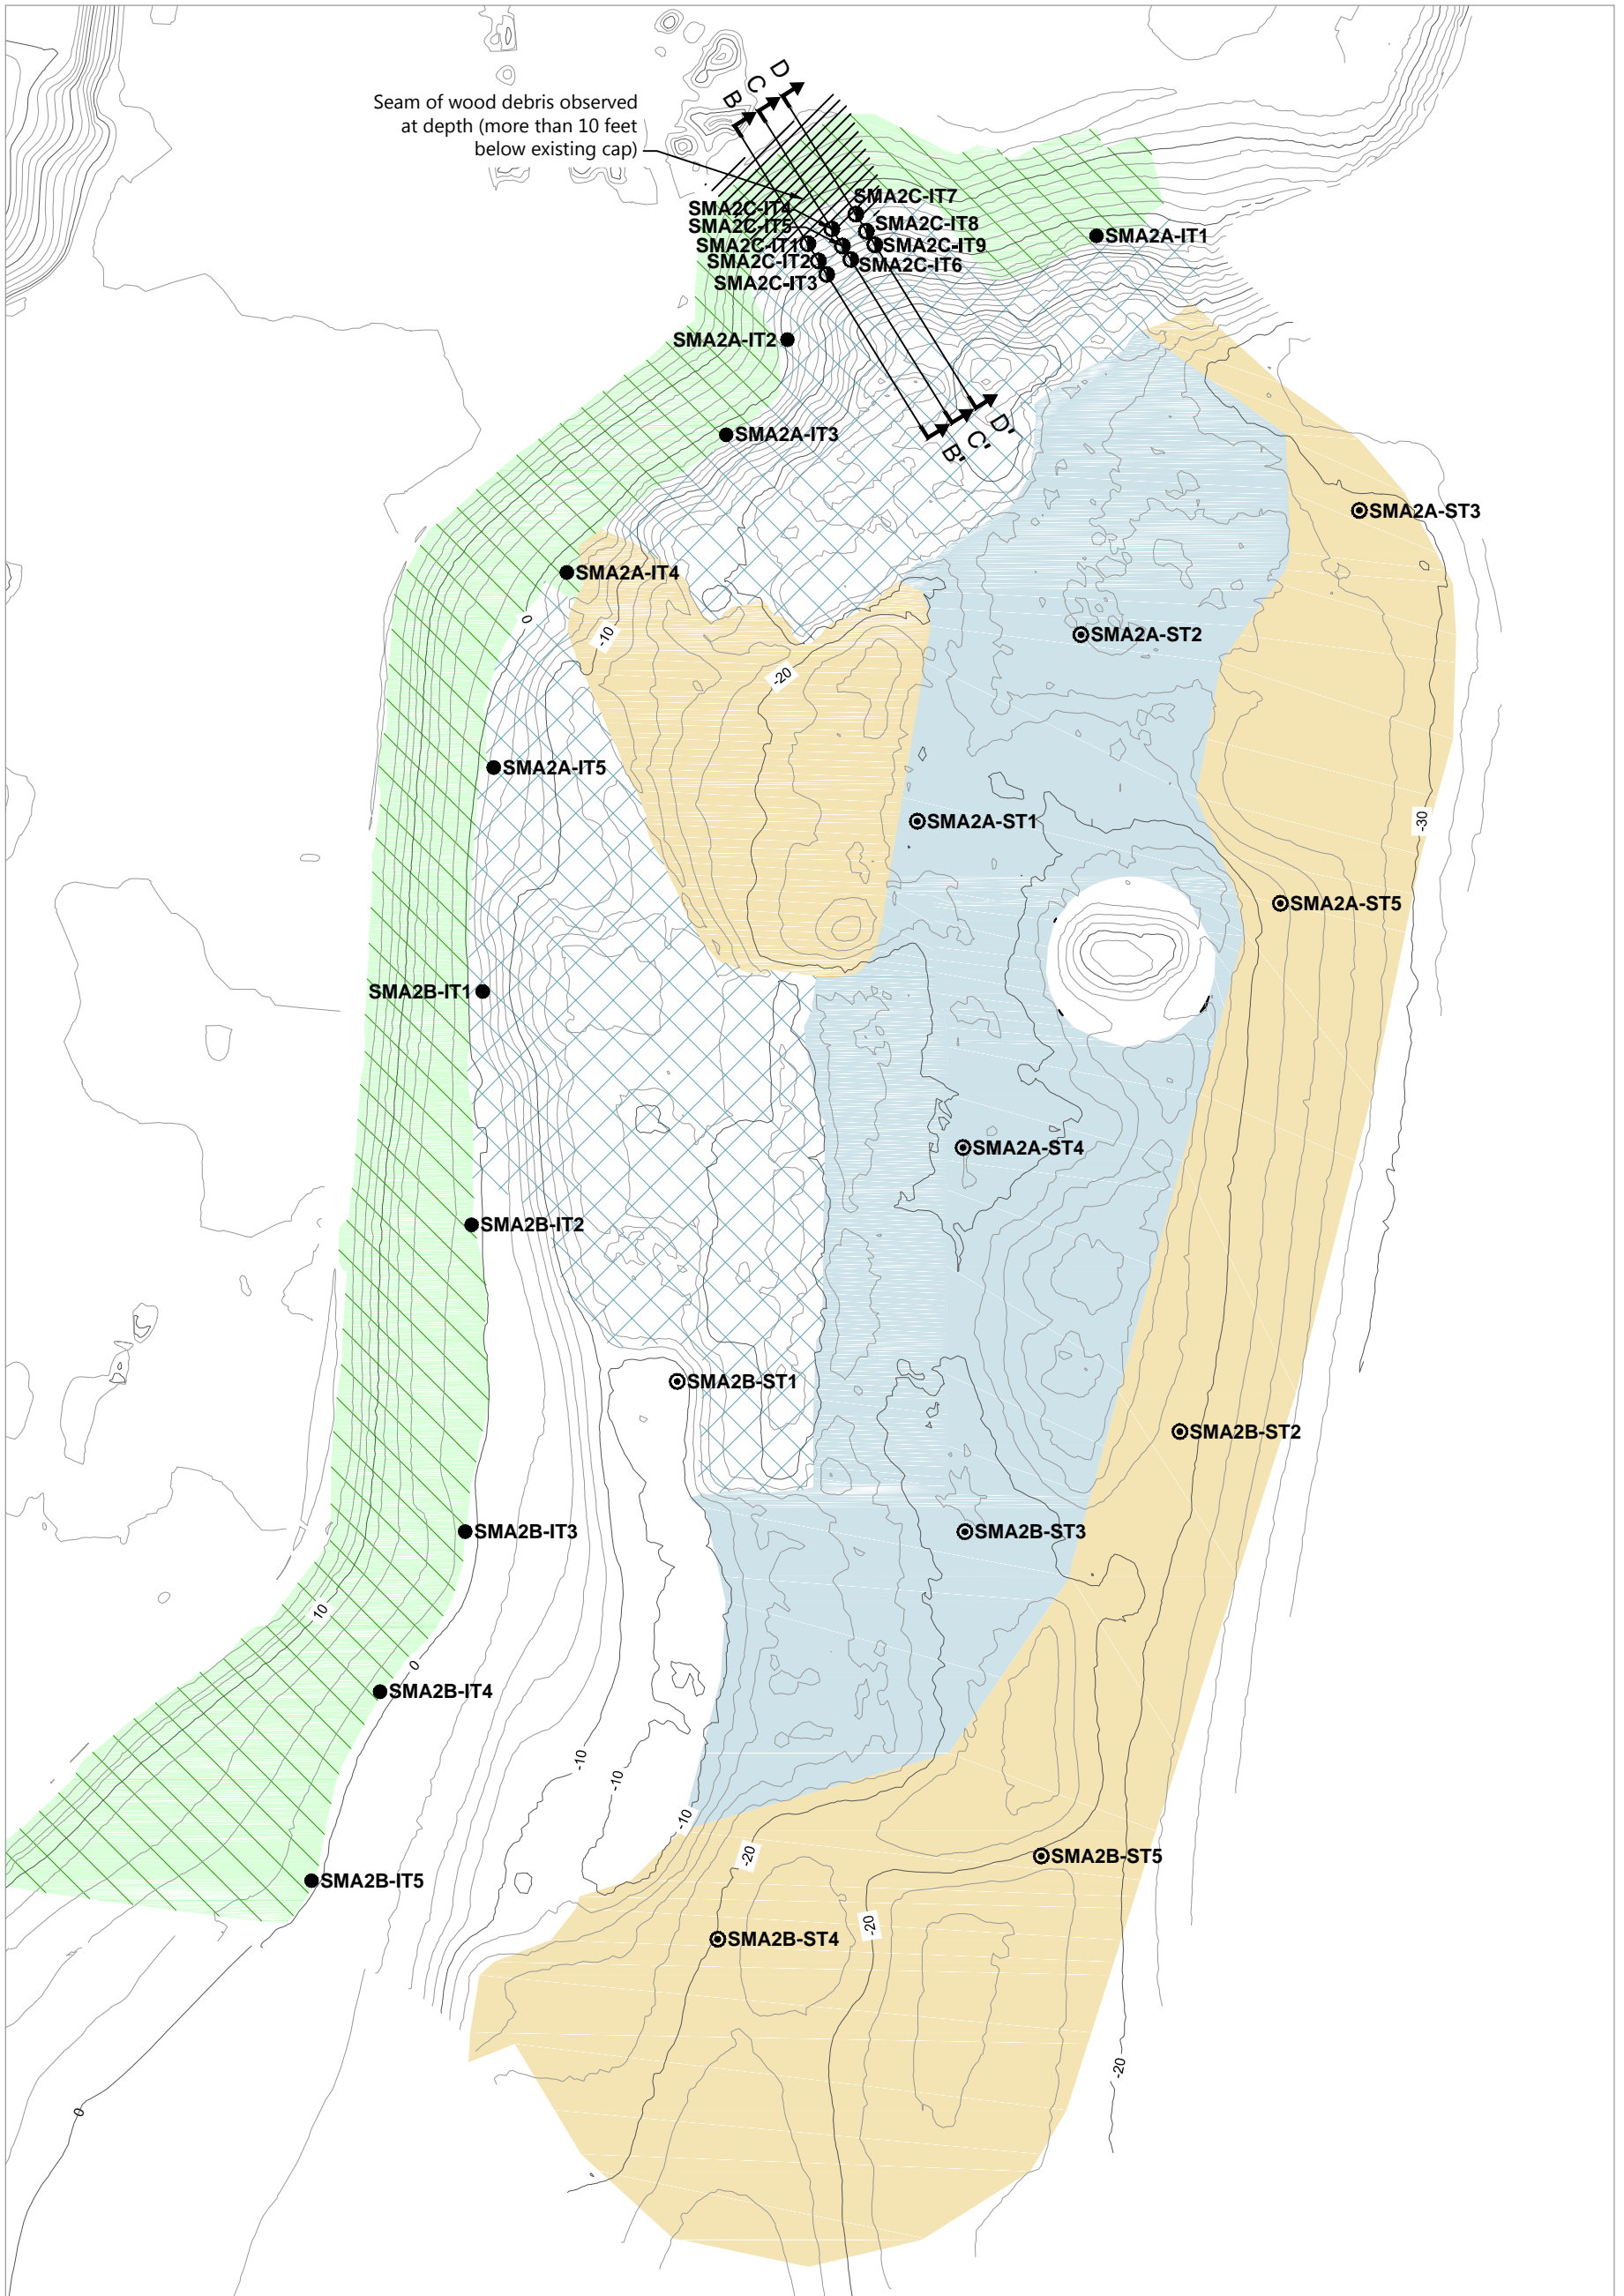 D
C
B
Seam of wood debris observed
at depth (more than 10 feet
below existing cap)
SMA2C-IT7
SMA2C-IT4
SMA2C-IT8
SMA2C-IT5
SMA2A-IT1
SMA2C-IT1
SMA2C-IT9
SMA2C-IT2
SMA2C-IT6
SMA2C-IT3
SMA2A-IT2
D'
SMA2A-IT3
C'
B'
SMA2A-ST3
SMA2A-IT4
0
-10
SMA2A-ST2
-20
SMA2A-IT5
SMA2A-ST1
-30
SMA2A-ST5
SMA2B-IT1
SMA2A-ST4
SMA2B-IT2
SMA2B-ST1
SMA2B-ST2
SMA2B-IT3
SMA2B-ST3
10
0
SMA2B-IT4
-10
-10
-10
-20
SMA2B-ST5
SMA2B-IT5
-20
SMA2B-ST4
-20
0